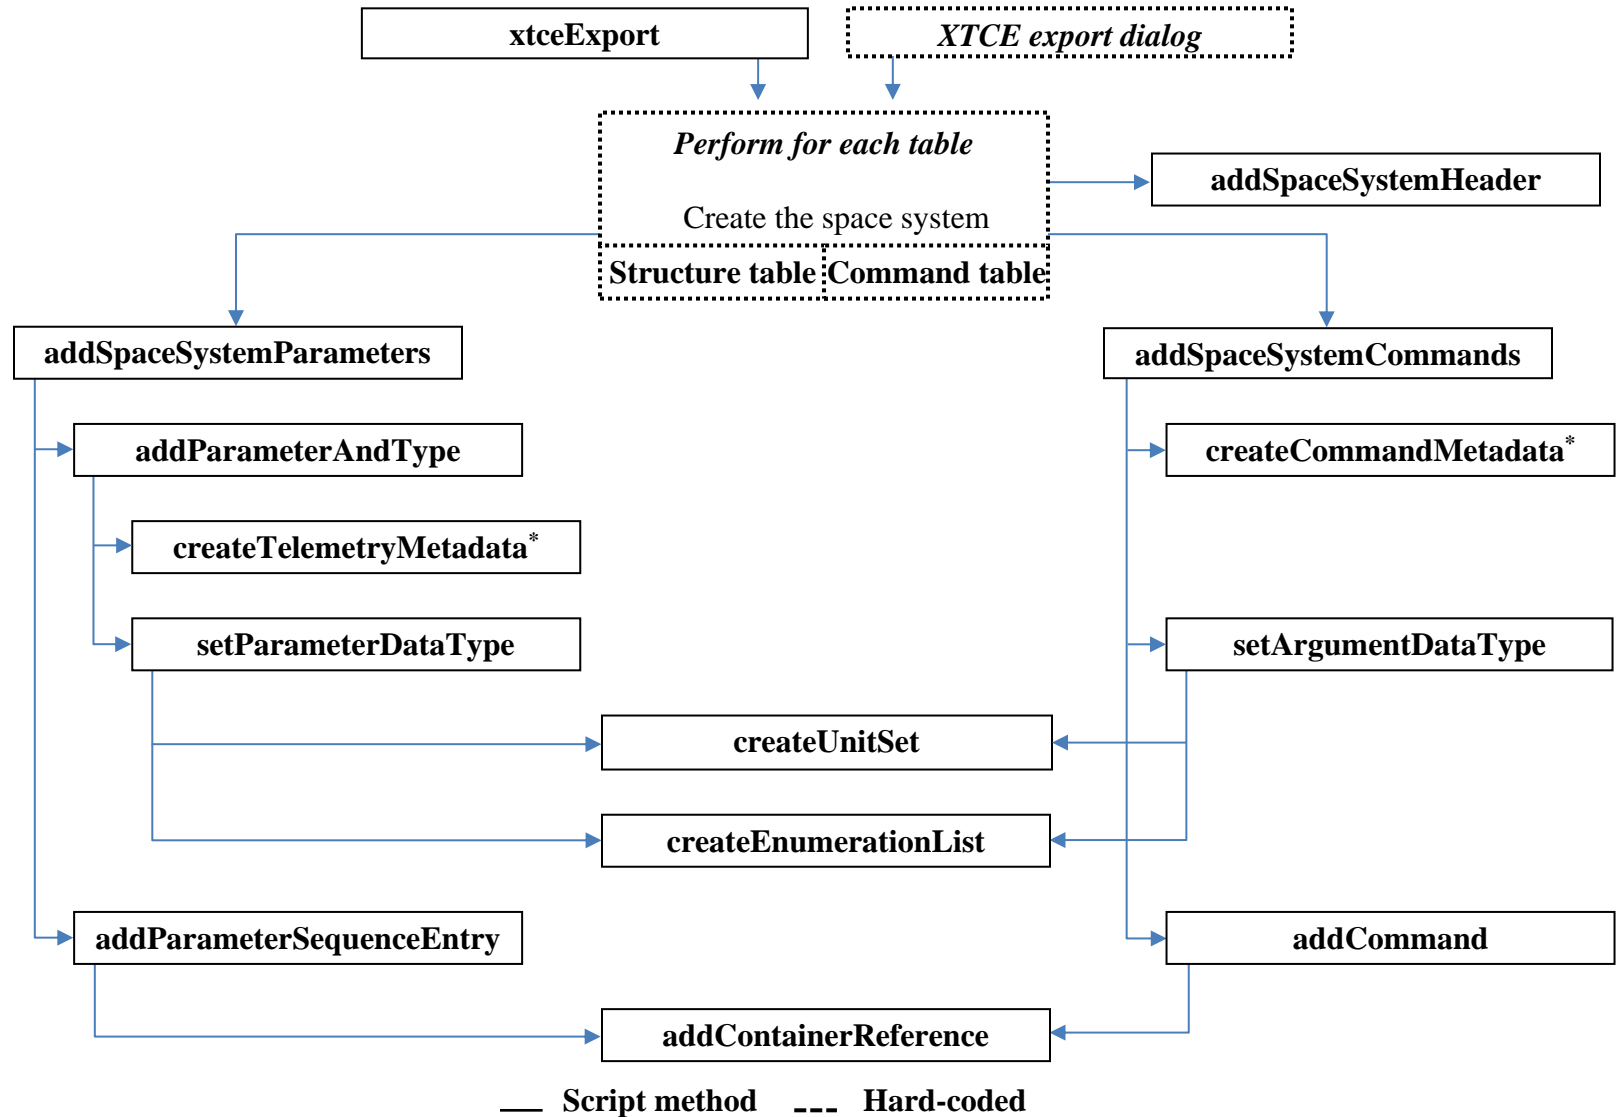 xtceExport
XTCE export dialog
Perform for each table
addSpaceSystemHeader
Create the space system
Structure table
Command table
addSpaceSystemParameters
addSpaceSystemCommands
addParameterAndType
createCommandMetadata*
createTelemetryMetadata*
setParameterDataType
setArgumentDataType
createUnitSet
createEnumerationList
addParameterSequenceEntry
addCommand
addContainerReference
Script method
Hard-coded